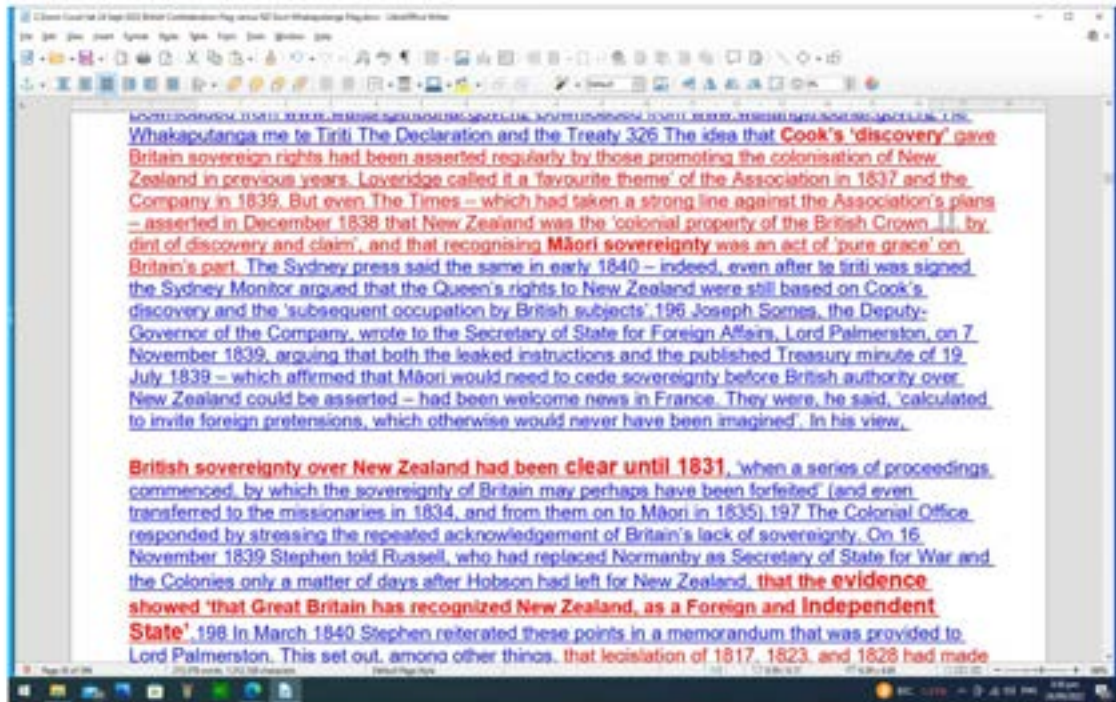 Whakaputanga me te Tiriti The Declaration and the Treaty 326 The idea that Cook's 'discovery' gave
Britain sovereign rights had been asserted regularly by those promoting the colonisation of New
Zealand in previous years. Loveridge called it a 'favourite theme' of the Association in 1837 and the
Company in 1839. But even The Times – which had taken a strong line against the Association's plans
– asserted in December 1838 that New Zealand was the 'colonial property of the British Crown ... by
dint of discovery and claim', and that recognising Māori sovereignty was an act of 'pure grace' on
Britain's part. The Sydney press said the same in early 1840 – indeed, even after te tiriti was signed
the Sydney Monitor argued that the Queen's rights to New Zealand were still based on Cook's
discovery and the 'subsequent occupation by British subjects'.196 Joseph Somes, the Deputy-
Governor of the Company, wrote to the Secretary of State for Foreign Affairs, Lord Palmerston, on 7
November 1839, arguing that both the leaked instructions and the published Treasury minute of 19
July 1839 – which affirmed that Māori would need to cede sovereignty before British authority over
New Zealand could be asserted – had been welcome news in France. They were, he said, 'calculated
to invite foreign pretensions, which otherwise would never have been imagined'. In his view,
British sovereignty over New Zealand had been clear until 1831, 'when a series of proceedings
commenced, by which the sovereignty of Britain may perhaps have been forfeited' (and even
transferred to the missionaries in 1834, and from them on to Māori in 1835).197 The Colonial Office
responded by stressing the repeated acknowledgement of Britain's lack of sovereignty. On 16
November 1839 Stephen told Russell, who had replaced Normanby as Secretary of State for War and
the Colonies only a matter of days after Hobson had left for New Zealand, that the evidence
showed 'that Great Britain has recognized New Zealand, as a Foreign and Independent
State'.198 In March 1840 Stephen reiterated these points in a memorandum that was provided to
Lord Palmerston. This set out, among other things, that legislation of 1817, 1823, and 1828 had made